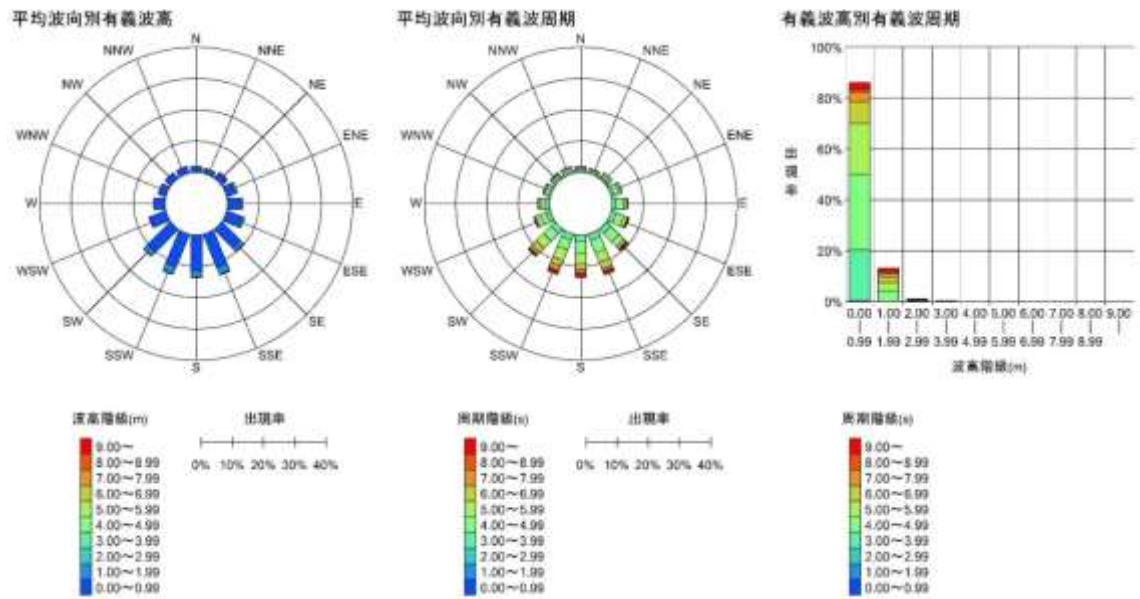 平均波向別有義波高
N
NNE
NE
ENE
E
ESE
SE
SSE
S
SSW
SW
WSW
W
WNW
NW
NNW
波高階級(m)
9.00～
8.00～8.99
7.00～7.99
6.00～6.99
5.00～5.99
4.00～4.99
3.00～3.99
2.00～2.99
1.00～1.99
0.00～0.99
出現率
0% 10% 20% 30% 40%
平均波向別有義波周期
N
NNE
NE
ENE
E
ESE
SE
SSE
S
SSW
SW
WSW
W
WNW
NW
NNW
周期階級(s)
9.00～
8.00～8.99
7.00～7.99
6.00～6.99
5.00～5.99
4.00～4.99
3.00～3.99
2.00～2.99
1.00～1.99
0.00～0.99
出現率
0% 10% 20% 30% 40%
有義波高別有義波周期
100%
80%
60%
40%
20%
0%
出現率
0.00 1.00 2.00 3.00 4.00 5.00 6.00 7.00 8.00 9.00
0.99 1.99 2.99 3.99 4.99 5.99 6.99 7.99 8.99
波高階級(m)
周期階級(s)
9.00～
8.00～8.99
7.00～7.99
6.00～6.99
5.00～5.99
4.00～4.99
3.00～3.99
2.00～2.99
1.00～1.99
0.00～0.99